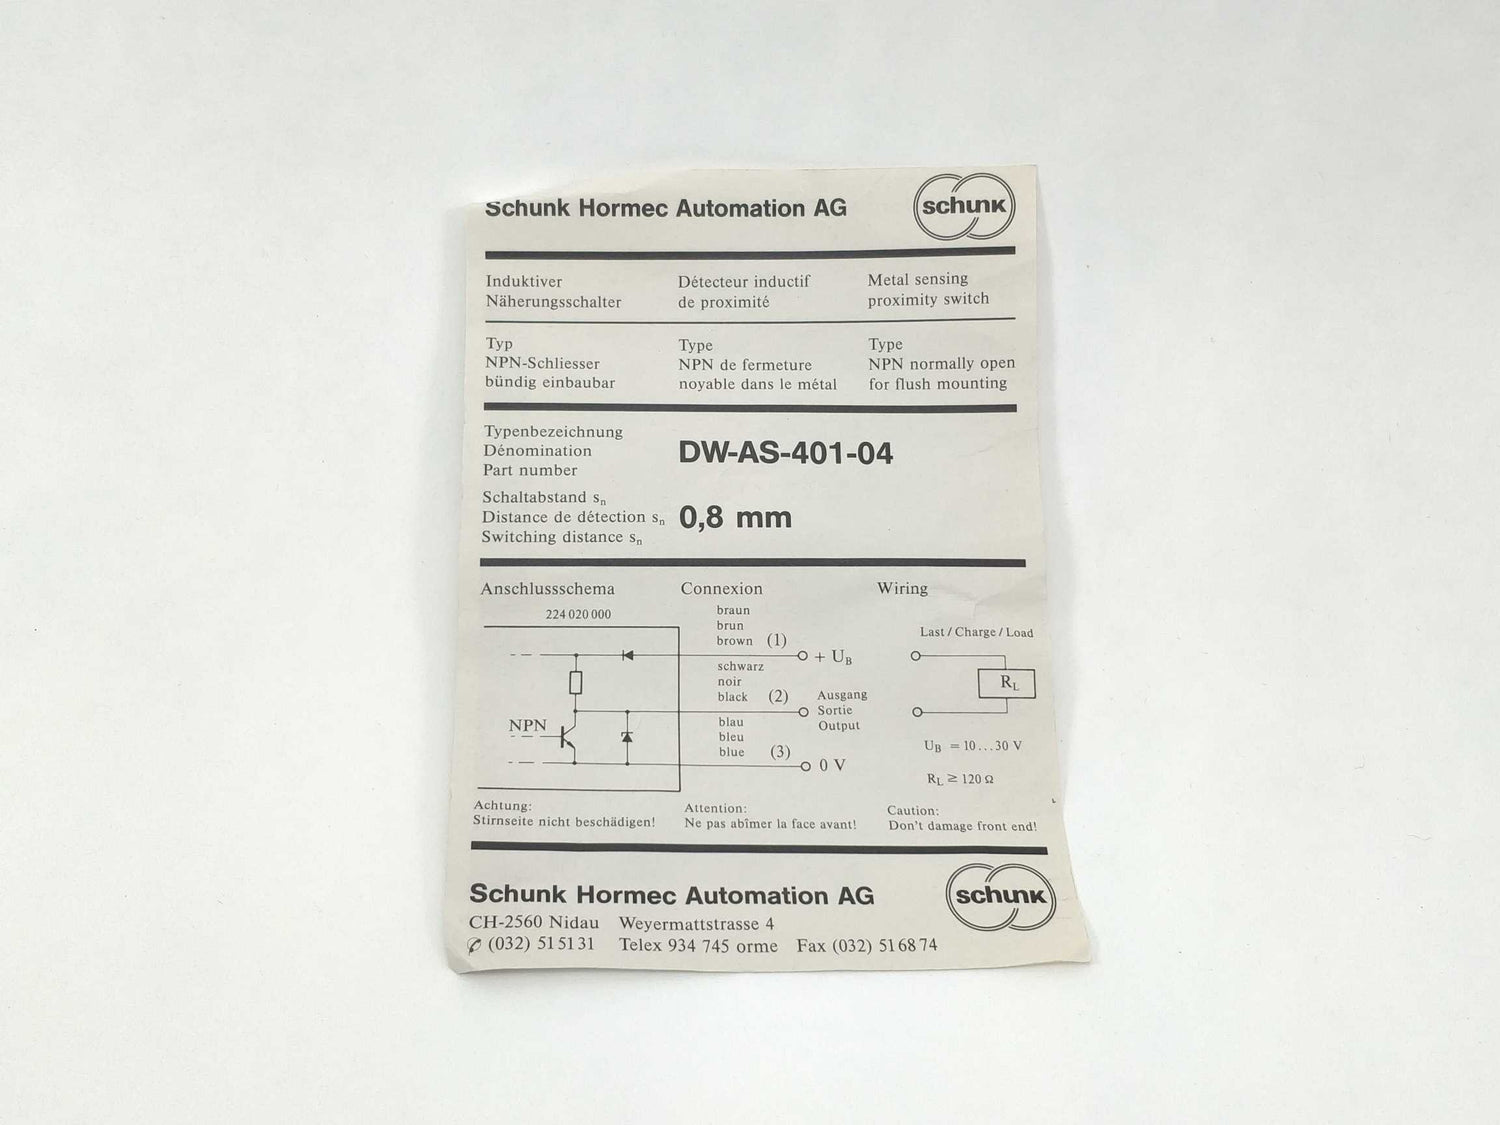 Schunk Hormec Automation AG
schunk
Induktiver
Näherungsschalter
Détecteur inductif
de proximité
Metal sensing
proximity switch
Typ
NPN-Schliesser
bündig einbaubar
Type
NPN de fermeture
noyable dans le métal
Type
NPN normally open
for flush mounting
Typenbezeichnung
Dénomination
Part number
DW-AS-401-04
Schaltabstand sn
Distance de détection sn
Switching distance sn
0,8 mm
Anschlussschema
224 020 000
NPN
Connexion
braun
brun
brown (1)
+ UB
schwarz
noir
black (2)
Ausgang
Sortie
Output
blau
bleu
blue (3)
0 V
Wiring
Last / Charge / Load
RL
UB = 10...30 V
RL ≥ 120 Ω
Achtung:
Stirnseite nicht beschädigen!
Attention:
Ne pas abîmer la face avant!
Caution:
Don't damage front end!
Schunk Hormec Automation AG
schunk
CH-2560 Nidau Weyermattstrasse 4
✆ (032) 51 51 31 Telex 934 745 orme Fax (032) 51 68 74